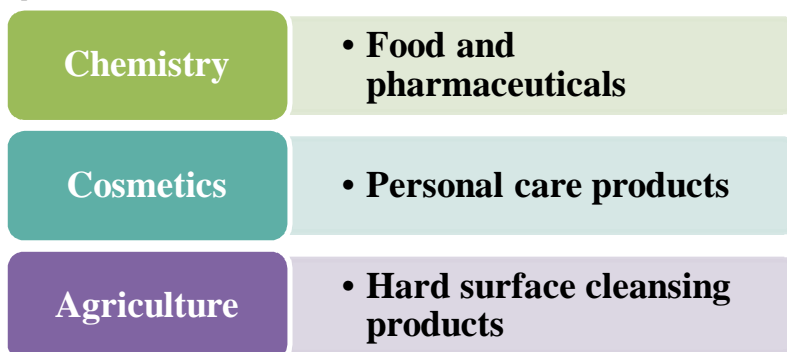 Chemistry
• Food and
pharmaceuticals
Cosmetics
• Personal care products
Agriculture
• Hard surface cleansing
products